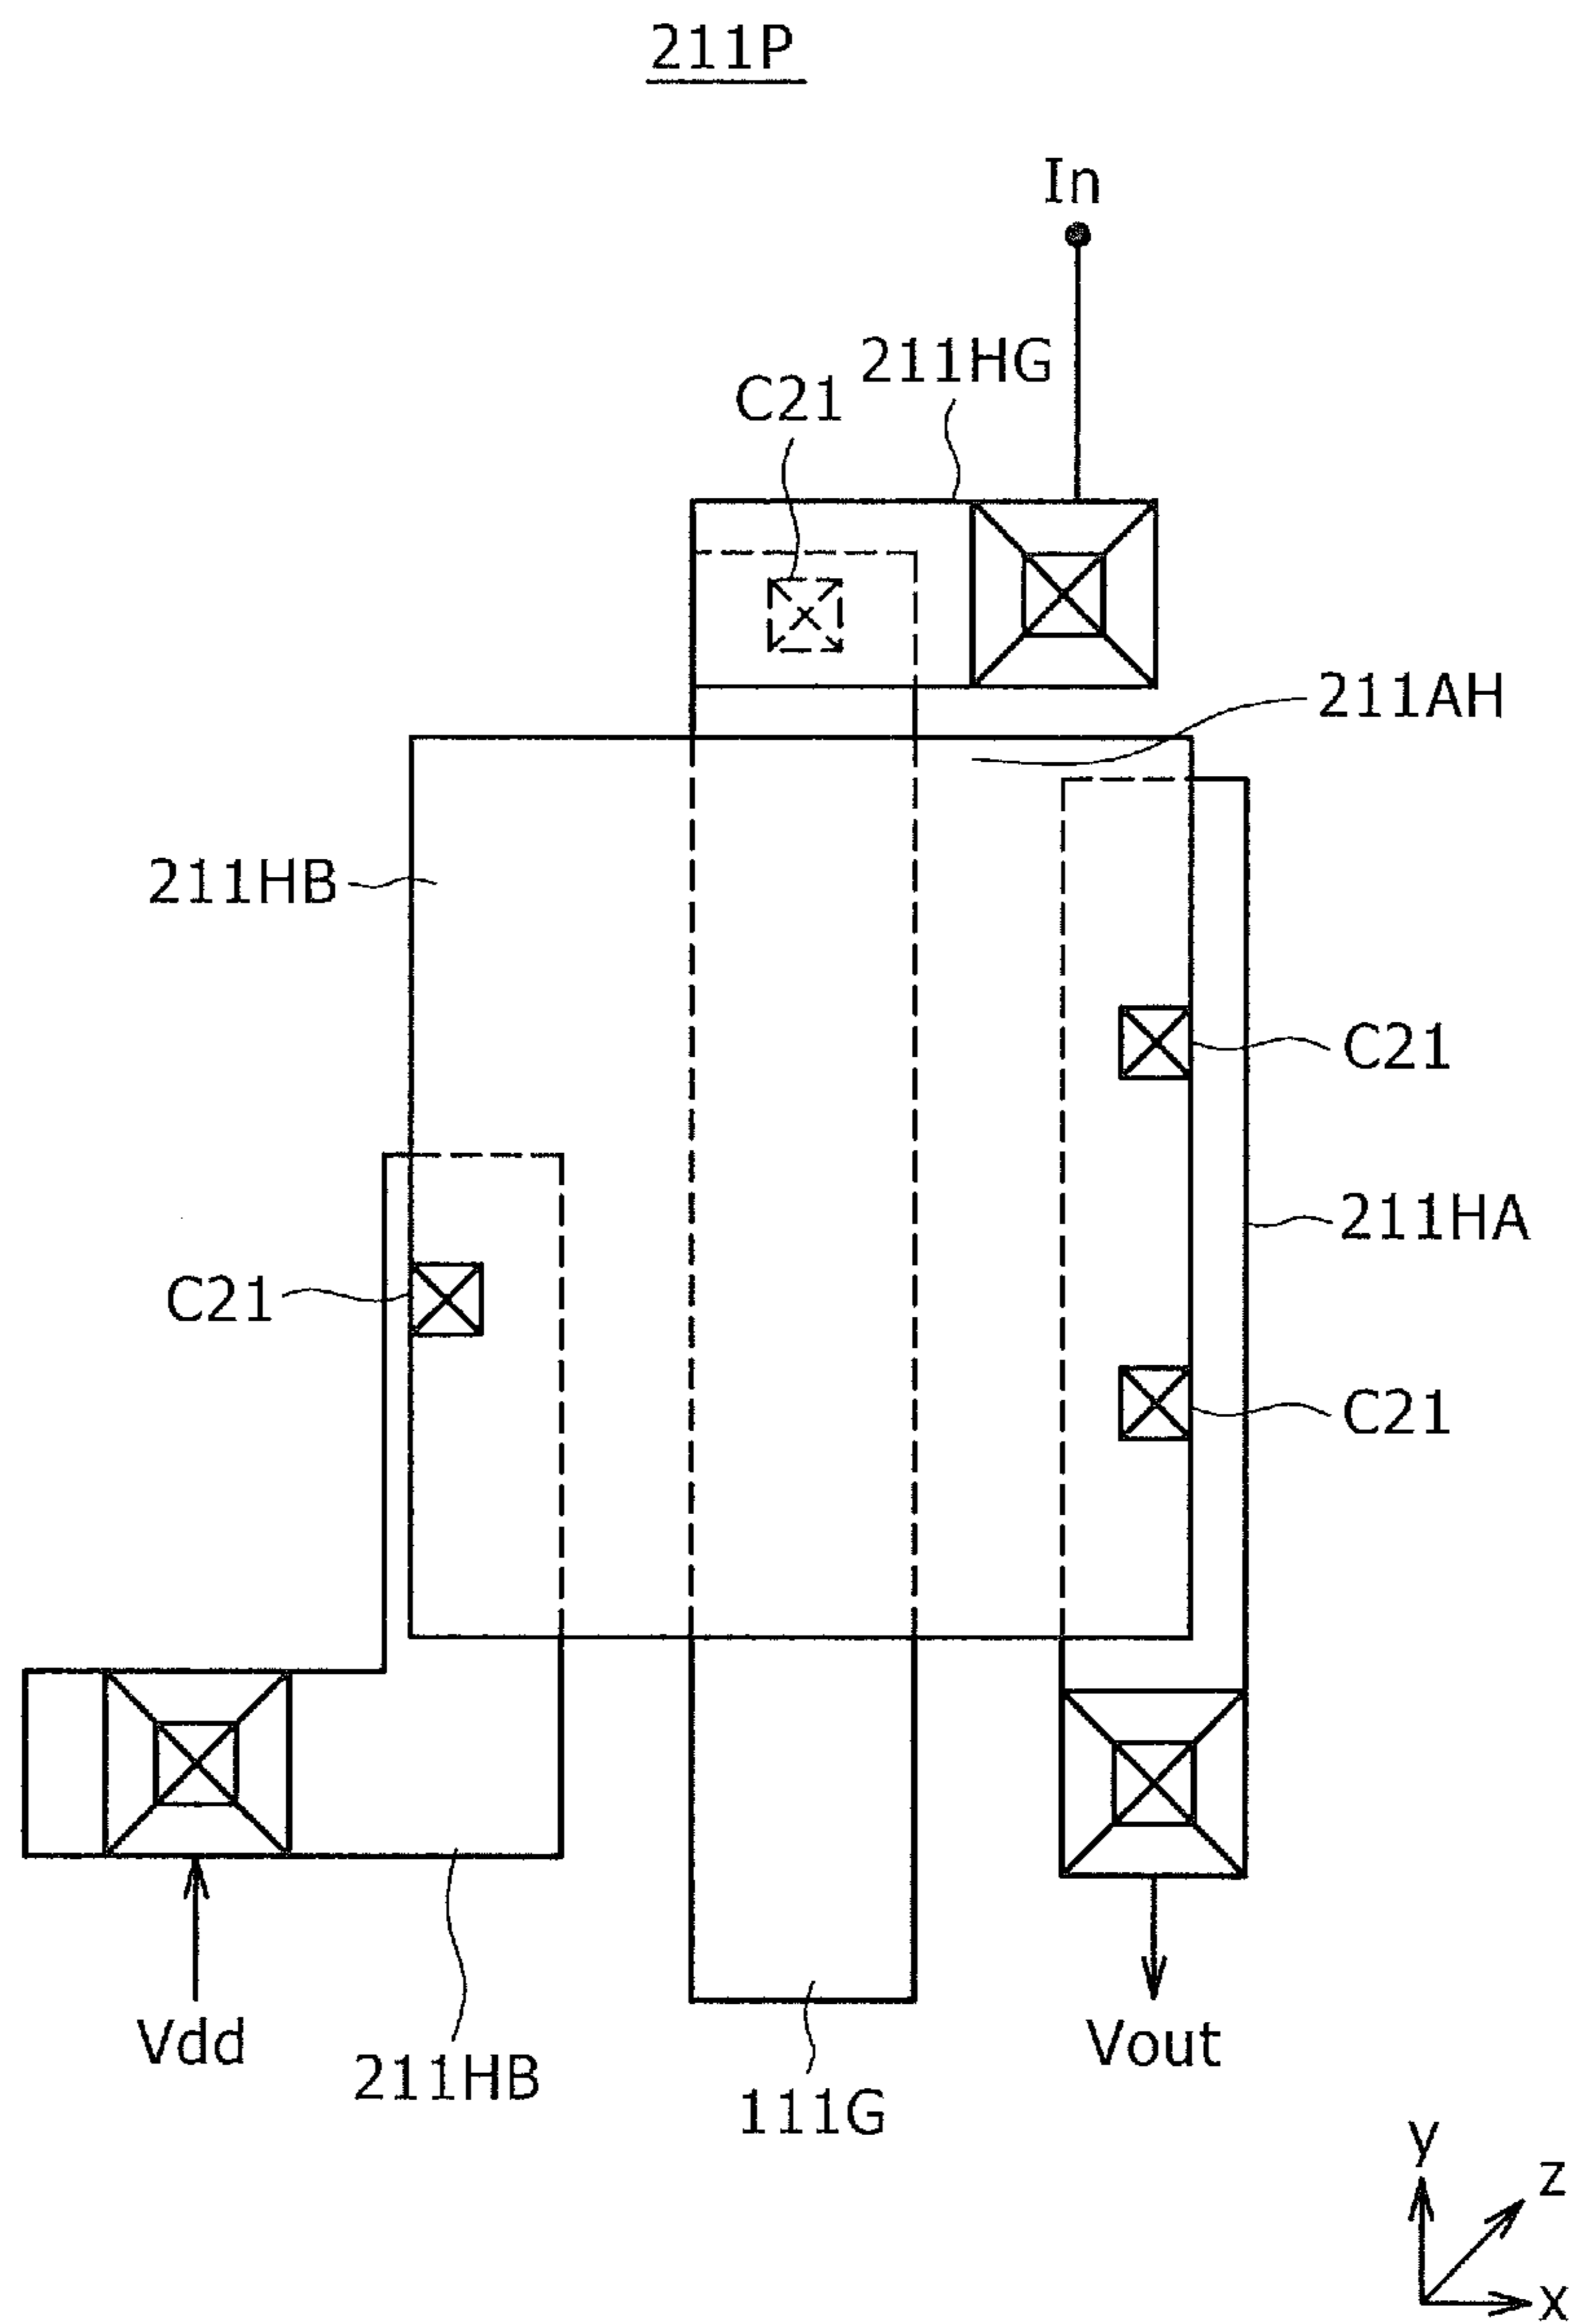 211P
In
211HG
C21
211AH
211HB
C21
211HA
C21
C21
Vdd
Vout
211HB
111G
y
z
x